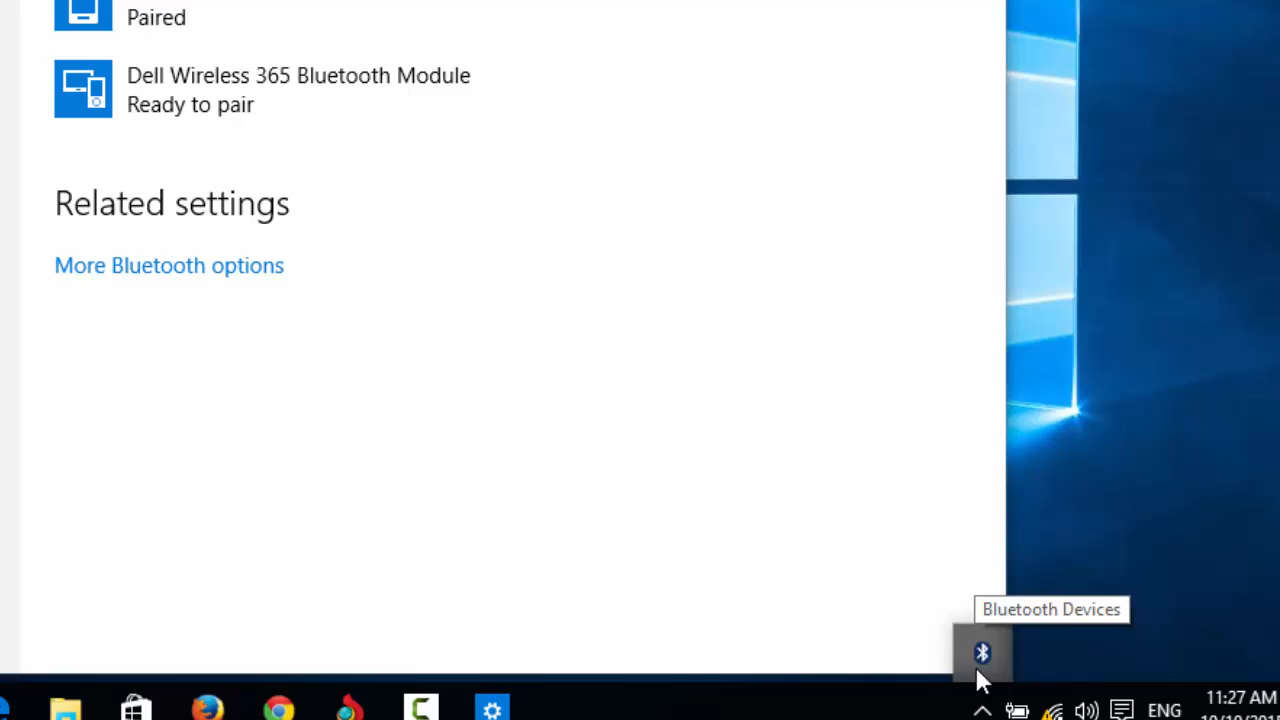 Paired
Dell Wireless 365 Bluetooth Module
Ready to pair
Related settings
More Bluetooth options
Bluetooth Devices
ENG
11:27 AM